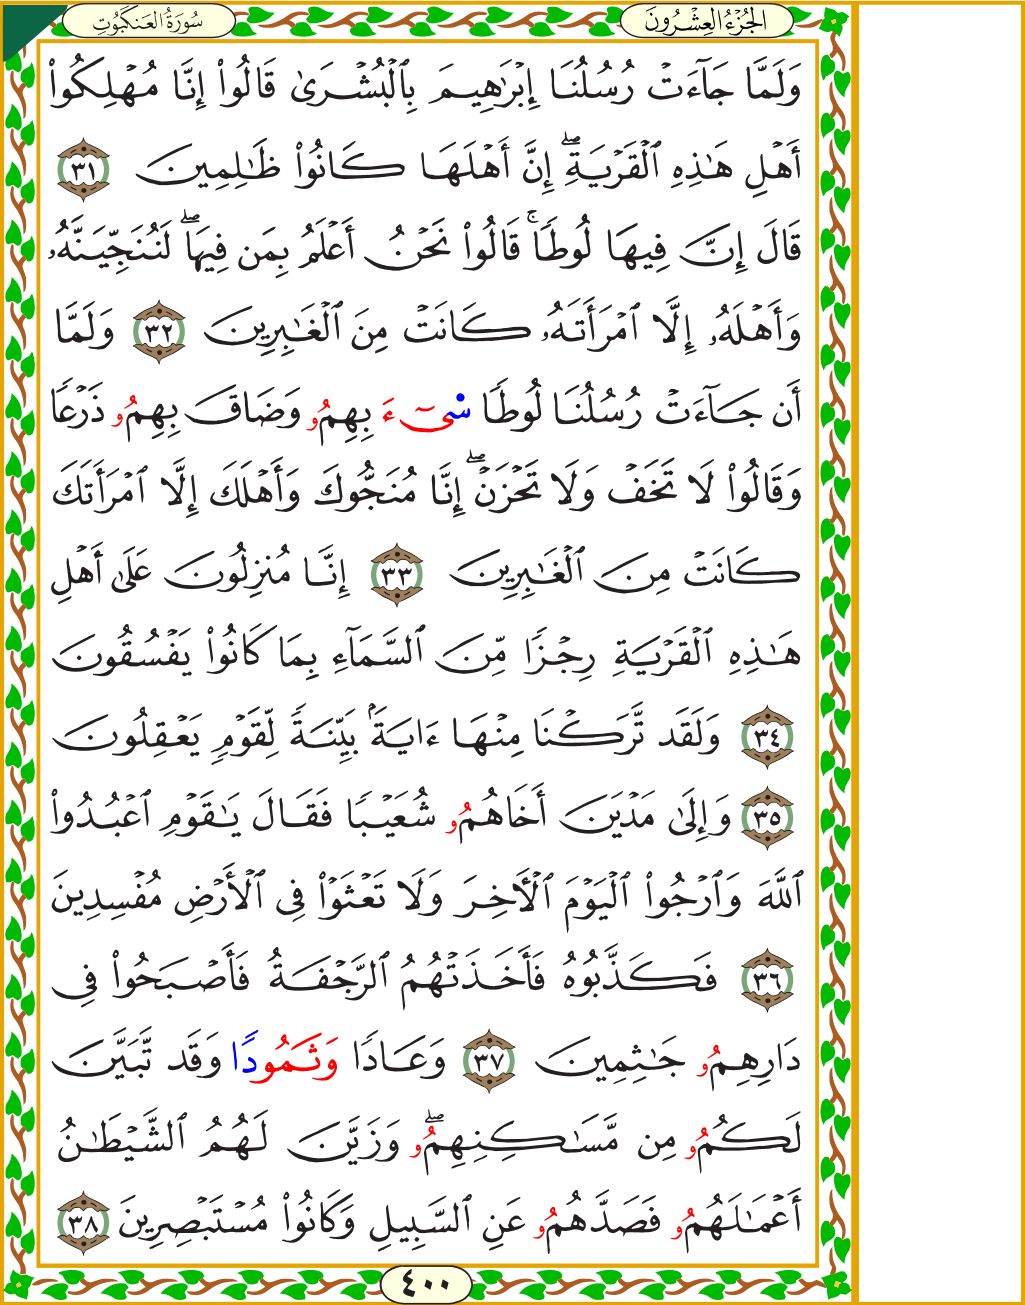 الجُزْءُ العِشْرُونَ
سُورَةُ العَنكَبُوتِ
وَلَمَّا جَآءَتْ رُسُلُنَا إِبْرَٰهِيمَ بِٱلْبُشْرَىٰ قَالُوٓا۟ إِنَّا مُهْلِكُوٓا۟
أَهْلِ هَٰذِهِ ٱلْقَرْيَةِۖ إِنَّ أَهْلَهَا كَانُوا۟ ظَٰلِمِينَ ٣١
قَالَ إِنَّ فِيهَا لُوطًاۚ قَالُوا۟ نَحْنُ أَعْلَمُ بِمَن فِيهَاۖ لَنُنَجِّيَنَّهُۥ
وَأَهْلَهُۥ إِلَّا ٱمْرَأَتَهُۥ كَانَتْ مِنَ ٱلْغَٰبِرِينَ ٣٢ وَلَمَّا
أَن جَآءَتْ رُسُلُنَا لُوطًا سْىٓءَ بِهِمُۥ وَضَاقَ بِهِمُۥ ذَرْعًا
وَقَالُوا۟ لَا تَخَفْ وَلَا تَحْزَنْۖ إِنَّا مُنَجُّوكَ وَأَهْلَكَ إِلَّا ٱمْرَأَتَكَ
كَانَتْ مِنَ ٱلْغَٰبِرِينَ ٣٣ إِنَّا مُنزِلُونَ عَلَىٰ أَهْلِ
هَٰذِهِ ٱلْقَرْيَةِ رِجْزًا مِّنَ ٱلسَّمَآءِ بِمَا كَانُوا۟ يَفْسُقُونَ
٣٤ وَلَقَد تَّرَكْنَا مِنْهَا ءَايَةًۢ بَيِّنَةً لِّقَوْمٍ يَعْقِلُونَ
٣٥ وَإِلَىٰ مَدْيَنَ أَخَاهُمُۥ شُعَيْبًا فَقَالَ يَٰقَوْمِ ٱعْبُدُوا۟
ٱللَّهَ وَٱرْجُوا۟ ٱلْيَوْمَ ٱلْأَخِرَ وَلَا تَعْثَوْا۟ فِى ٱلْأَرْضِ مُفْسِدِينَ
٣٦ فَكَذَّبُوهُ فَأَخَذَتْهُمُ ٱلرَّجْفَةُ فَأَصْبَحُوا۟ فِى
دَارِهِمُۥ جَٰثِمِينَ ٣٧ وَعَادًا وَثَمُودًا وَقَد تَّبَيَّنَ
لَكُمُۥ مِن مَّسَٰكِنِهِمُۥۖ وَزَيَّنَ لَهُمُ ٱلشَّيْطَٰنُ
أَعْمَٰلَهُمُۥ فَصَدَّهُمُۥ عَنِ ٱلسَّبِيلِ وَكَانُوا۟ مُسْتَبْصِرِينَ ٣٨
٤٠٠